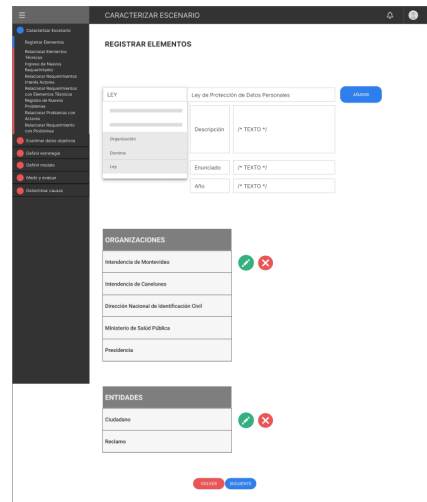 CARACTERIZAR ESCENARIO
Caracterizar Escenario
Registrar Elementos
Relacionar Elementos
Técnicos
Ingreso de Nuevos
Requerimiento
Relacionar Requerimientos
Interés Actores
Relacionar Requerimientos
con Elementos Técnicos
Registro de Nuevos
Problemas
Relacionar Problemas con
Actores
Relacionar Requerimiento
con Problemas
Examinar datos objetivos
Definir estrategia
Definir modelo
Medir y evaluar
Determinar causas
REGISTRAR ELEMENTOS
LEY
Ley de Protección de Datos Personales
AÑADIR
Organización
Dominio
Ley
Descripción
/* TEXTO */
Enunciado
/* TEXTO */
Año
/* TEXTO */
ORGANIZACIONES
Intendencia de Montevideo
Intendencia de Canelones
Dirección Nacional de Identificación Civil
Ministerio de Salúd Pública
Presidencia
ENTIDADES
Ciudadano
Reclamo
VOLVER
SIGUIENTE